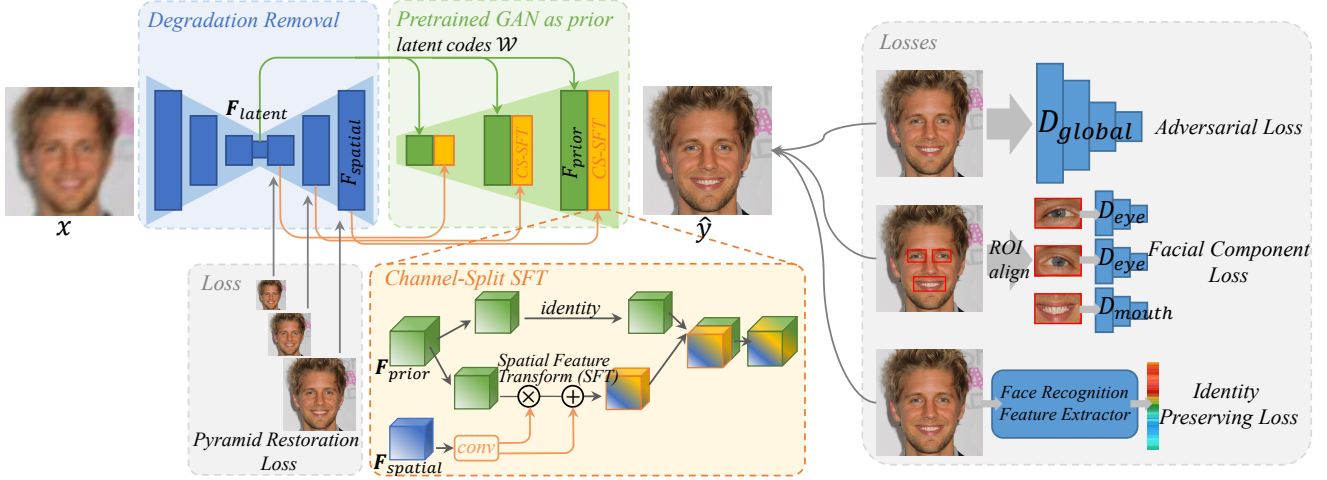 Degradation Removal
Pretrained GAN as prior
latent codes W
F_latent
F_spatial
CS-SFT
F_prior
CS-SFT
x
ŷ
Loss
Pyramid Restoration
Loss
Channel-Split SFT
identity
F_prior
Spatial Feature
Transform (SFT)
F_spatial
conv
Losses
D_global
Adversarial Loss
ROI
align
D_eye
D_eye
D_mouth
Facial Component
Loss
Face Recognition
Feature Extractor
Identity
Preserving Loss